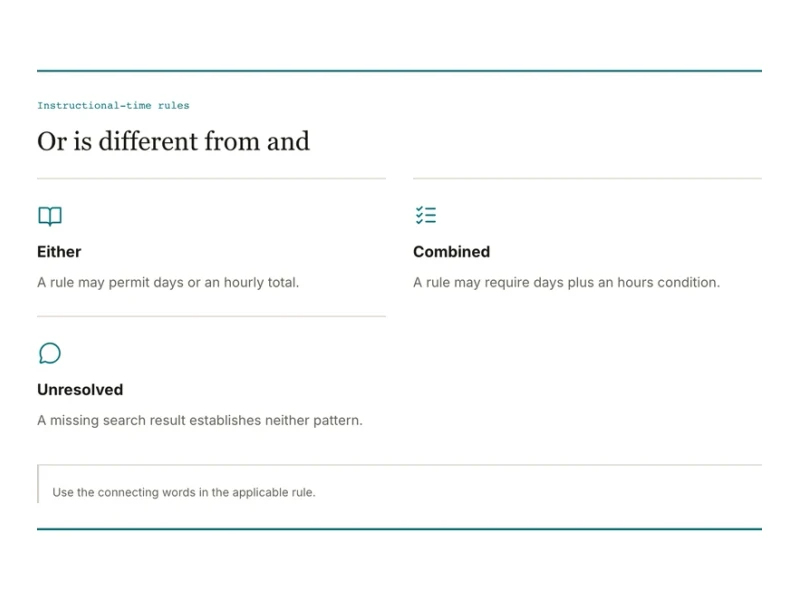 Instructional-time rules
Or is different from and
Either
A rule may permit days or an hourly total.
Combined
A rule may require days plus an hours condition.
Unresolved
A missing search result establishes neither pattern.
Use the connecting words in the applicable rule.